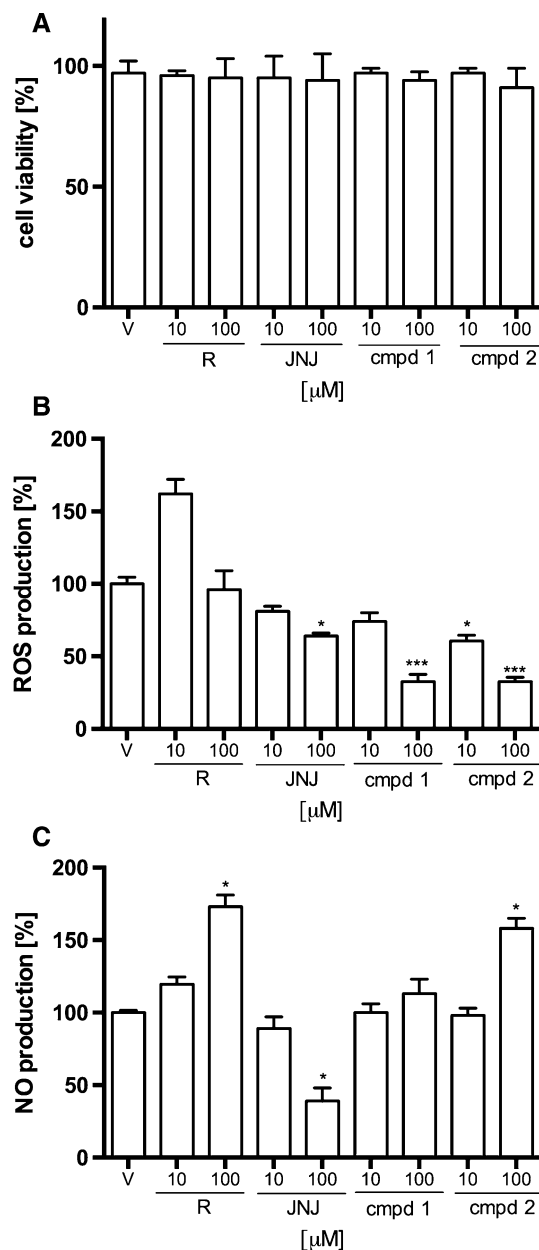 A
cell viability [%]
100
50
0
V 10 100 10 100 10 100 10 100
R JNJ cmpd 1 cmpd 2
[µM]
B
ROS production [%]
200
150
100
50
0
* *** * ***
V 10 100 10 100 10 100 10 100
R JNJ cmpd 1 cmpd 2
[µM]
C
NO production [%]
200
150
100
50
0
* * *
V 10 100 10 100 10 100 10 100
R JNJ cmpd 1 cmpd 2
[µM]